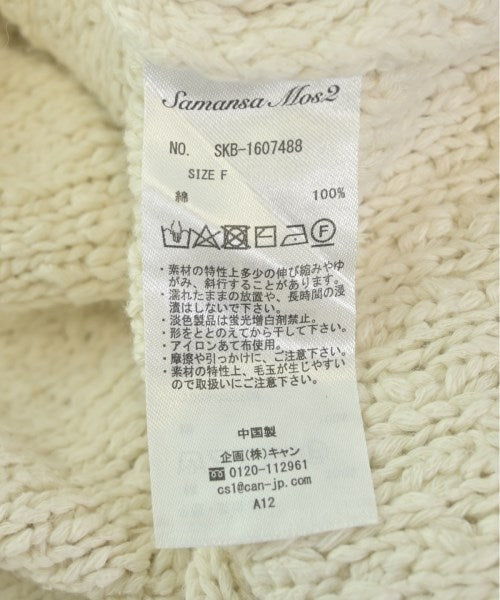 Samansa Mos2
NO. SKB-1607488
SIZE F
綿 100%
F
・素材の特性上多少の伸び縮みやゆ
がみ、斜行することがあります。
・濡れたままの放置や、長時間の浸
漬はしないで下さい。
・淡色製品は蛍光増白剤禁止。
・形をととのえてから干して下さい。
・アイロンあて布使用。
・摩擦や引っかけに、ご注意下さい。
・素材の特性上、毛玉が生じやすい
ので取扱いにご注意下さい。
中国製
企画(株)キャン
0120-112961
cs1@can-jp.com
A12